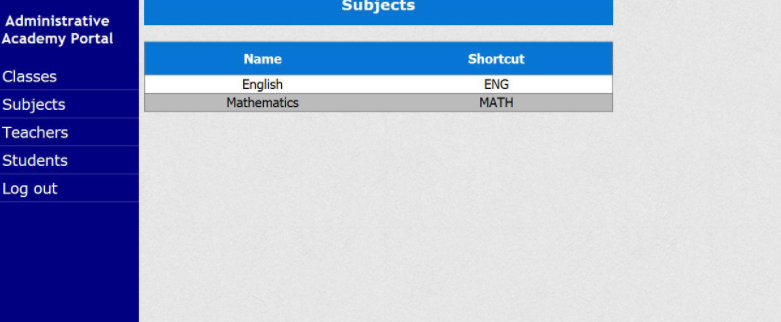 Administrative
Academy Portal
Classes
Subjects
Teachers
Students
Log out
Subjects
Name Shortcut
English ENG
Mathematics MATH